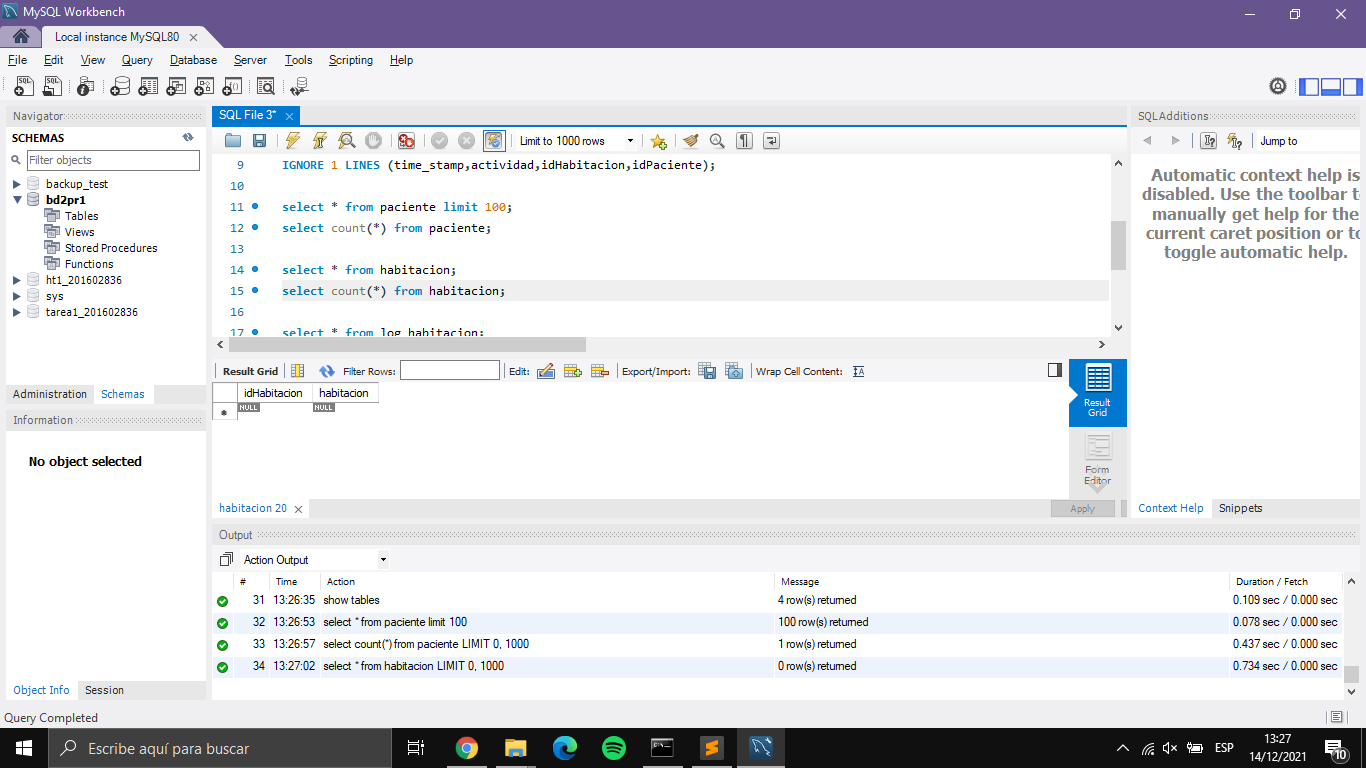 MySQL Workbench
Local instance MySQL80
File Edit View Query Database Server Tools Scripting Help
Navigator
SCHEMAS
Filter objects
backup_test
bd2pr1
Tables
Views
Stored Procedures
Functions
ht1_201602836
sys
tarea1_201602836
Administration Schemas
Information
No object selected
Object Info Session
SQL File 3*
Limit to 1000 rows
9 IGNORE 1 LINES (time_stamp,actividad,idHabitacion,idPaciente);
10
11 select * from paciente limit 100;
12 select count(*) from paciente;
13
14 select * from habitacion;
15 select count(*) from habitacion;
16
17 select * from log_habitacion;
Result Grid Filter Rows: Edit: Export/Import: Wrap Cell Content:
idHabitacion habitacion
NULL NULL
Result Grid
Form Editor
habitacion 20
Apply
Output
Action Output
# Time Action Message Duration / Fetch
31 13:26:35 show tables 4 row(s) returned 0.109 sec / 0.000 sec
32 13:26:53 select * from paciente limit 100 100 row(s) returned 0.078 sec / 0.000 sec
33 13:26:57 select count(*) from paciente LIMIT 0, 1000 1 row(s) returned 0.437 sec / 0.000 sec
34 13:27:02 select * from habitacion LIMIT 0, 1000 0 row(s) returned 0.734 sec / 0.000 sec
SQLAdditions
Jump to
Automatic context help is
disabled. Use the toolbar t
manually get help for the
current caret position or to
toggle automatic help.
Context Help Snippets
Query Completed
Escribe aquí para buscar
ESP
13:27
14/12/2021
10